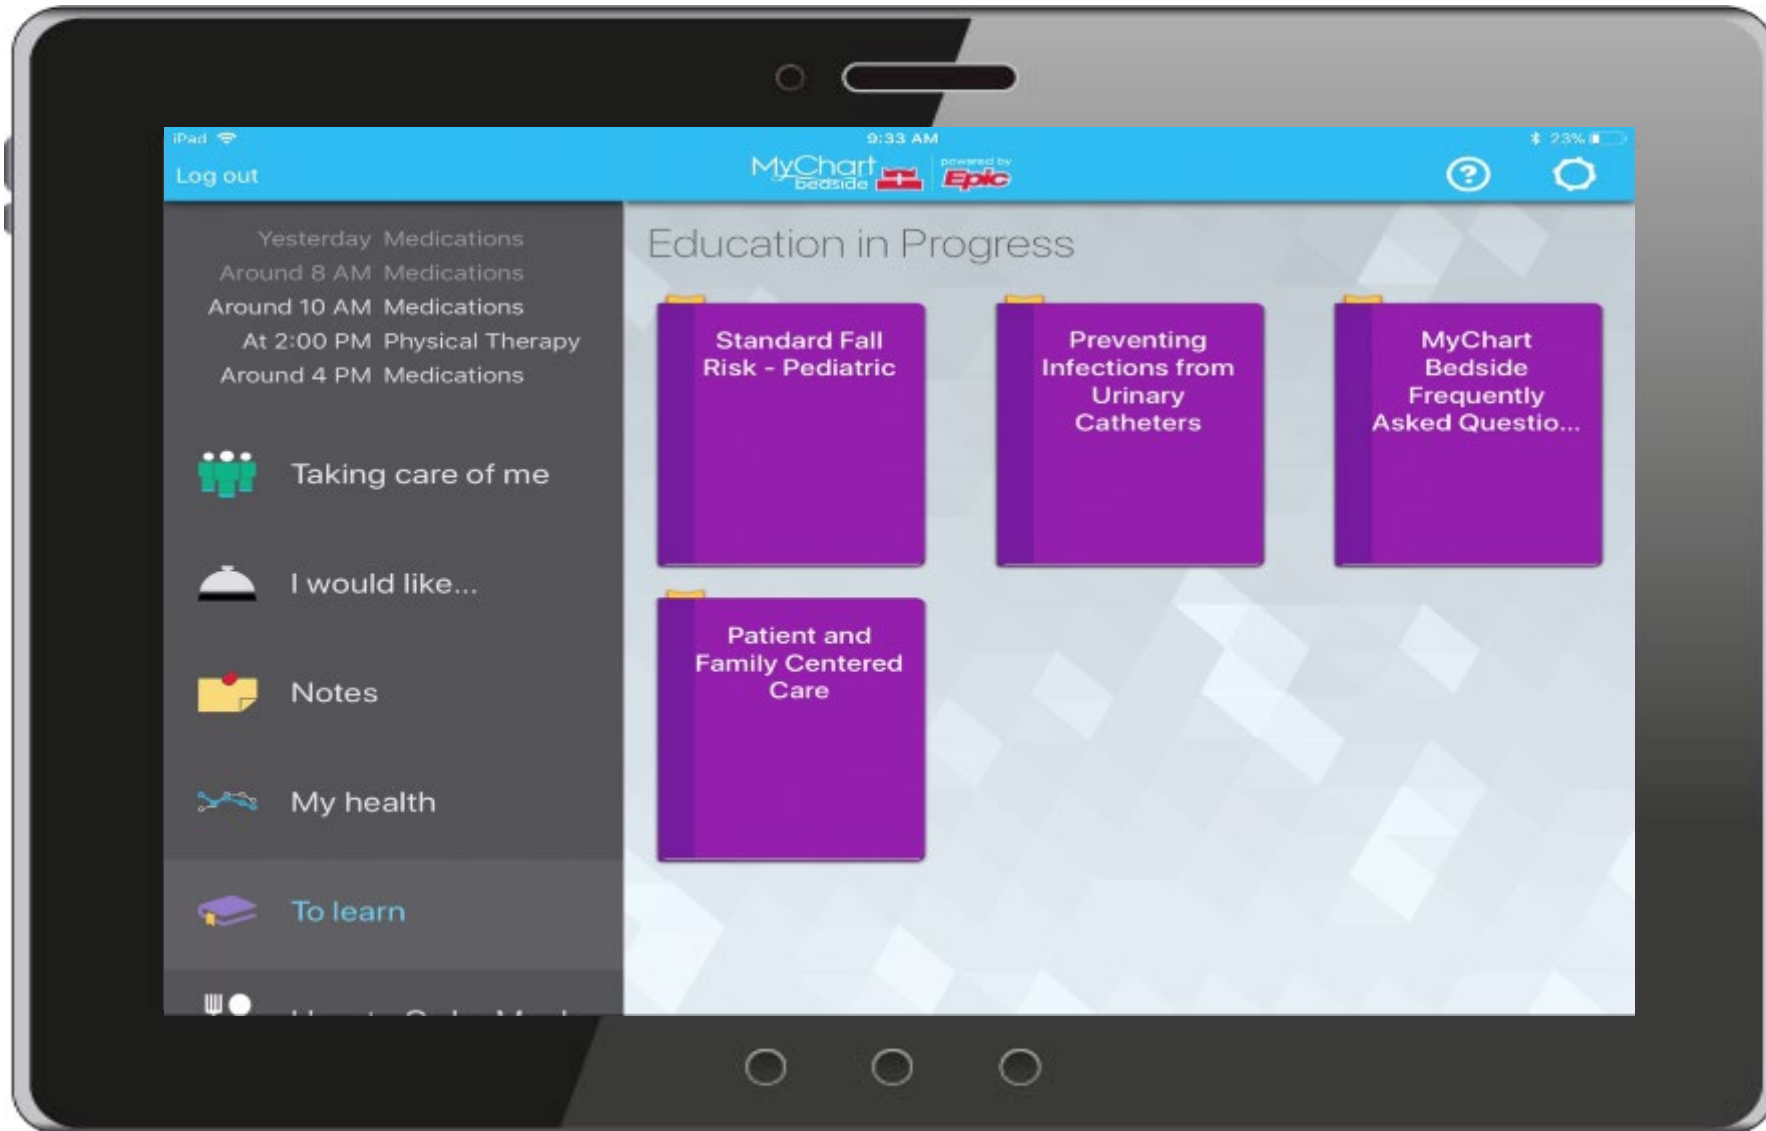 iPad
9:33 AM
23%
Log out
MyChart
bedside
powered by
Epic
?
Yesterday Medications
Around 8 AM Medications
Around 10 AM Medications
At 2:00 PM Physical Therapy
Around 4 PM Medications
Taking care of me
I would like...
Notes
My health
To learn
Education in Progress
Standard Fall
Risk - Pediatric
Preventing
Infections from
Urinary
Catheters
MyChart
Bedside
Frequently
Asked Questio...
Patient and
Family Centered
Care